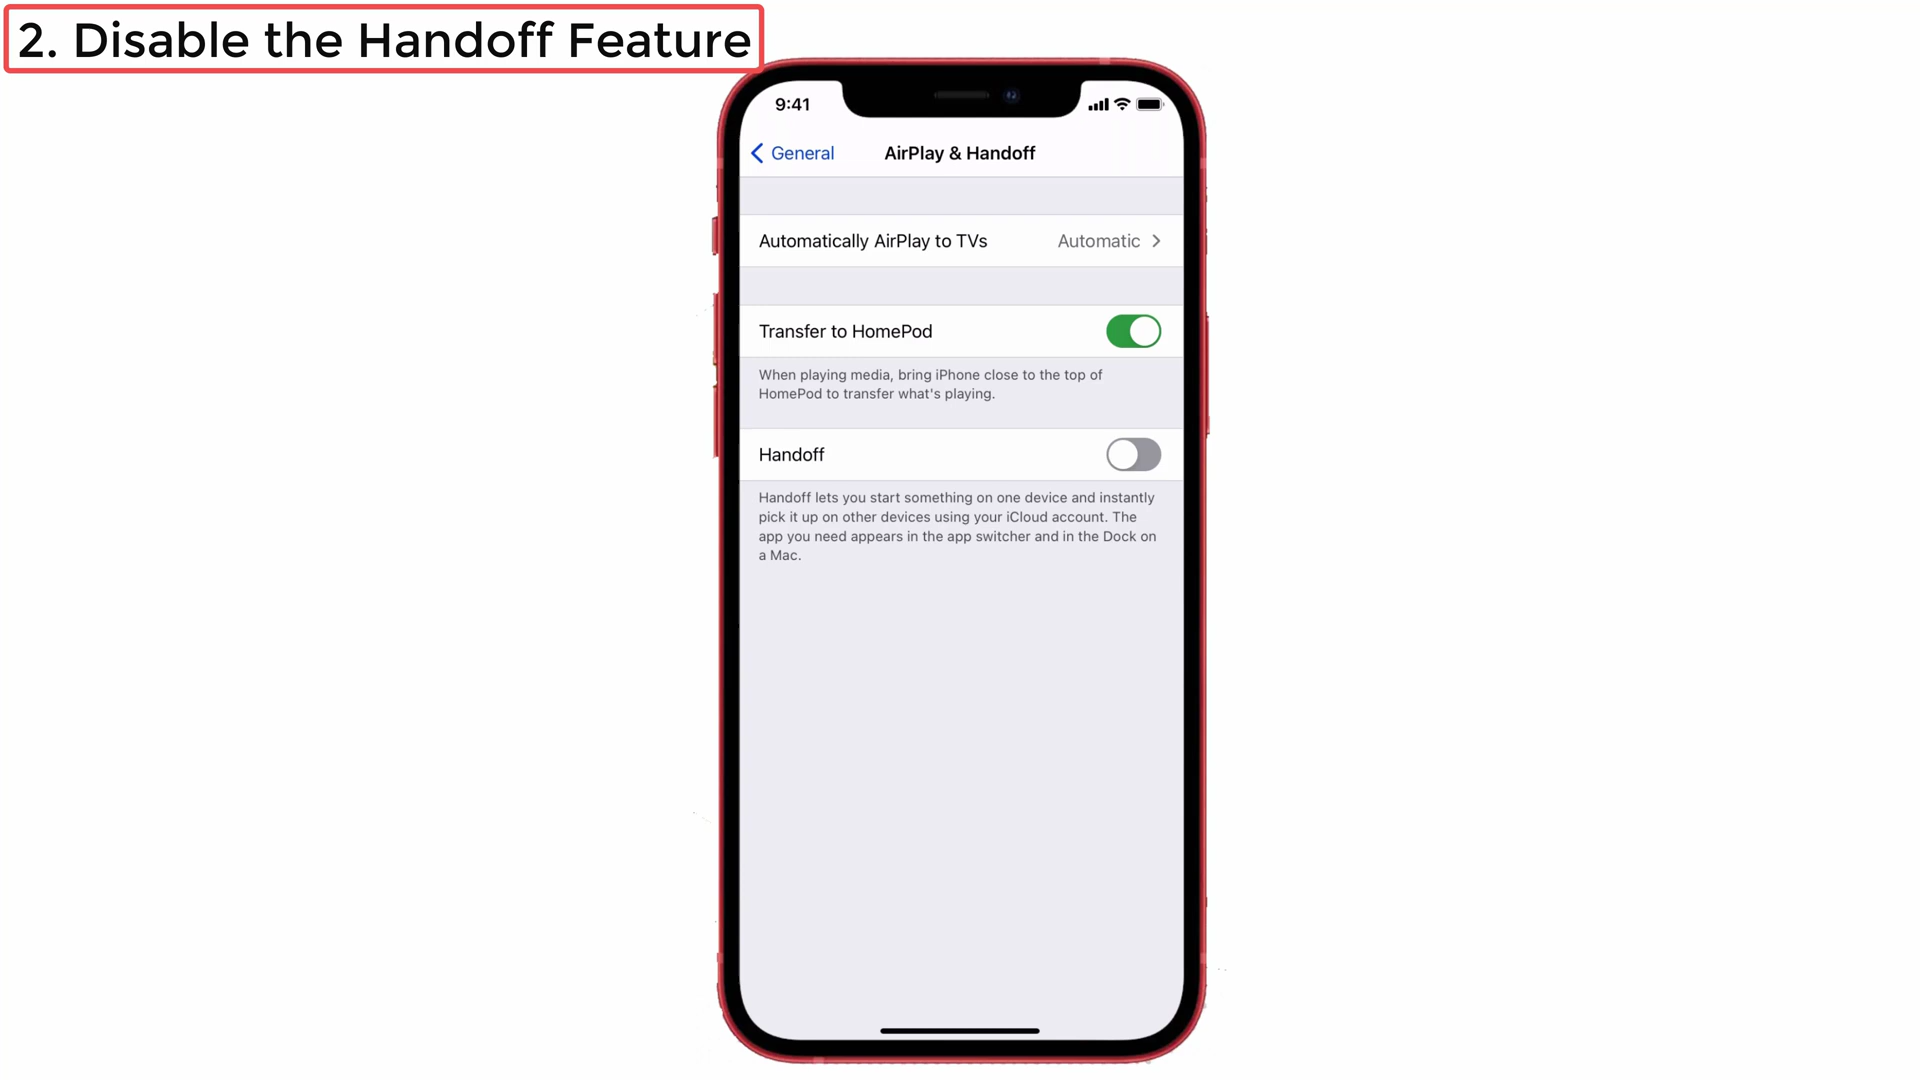 2. Disable the Handoff Feature
9:41
General
AirPlay & Handoff
Automatically AirPlay to TVs Automatic
Transfer to HomePod
When playing media, bring iPhone close to the top of
HomePod to transfer what's playing.
Handoff
Handoff lets you start something on one device and instantly
pick it up on other devices using your iCloud account. The
app you need appears in the app switcher and in the Dock on
a Mac.